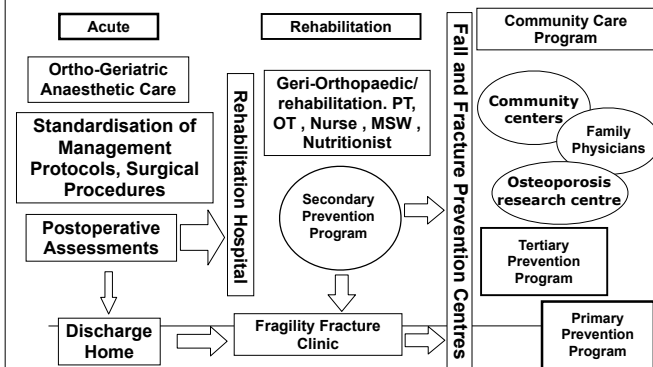 Acute
Ortho-Geriatric
Anaesthetic Care
Standardisation of
Management
Protocols, Surgical
Procedures
Postoperative
Assessments
Discharge
Home
Rehabilitation Hospital
Rehabilitation
Geri-Orthopaedic/
rehabilitation. PT,
OT , Nurse , MSW ,
Nutritionist
Secondary
Prevention
Program
Fragility Fracture
Clinic
Fall and Fracture Prevention Centres
Community Care
Program
Community
centers
Family
Physicians
Osteoporosis
research centre
Tertiary
Prevention
Program
Primary
Prevention
Program